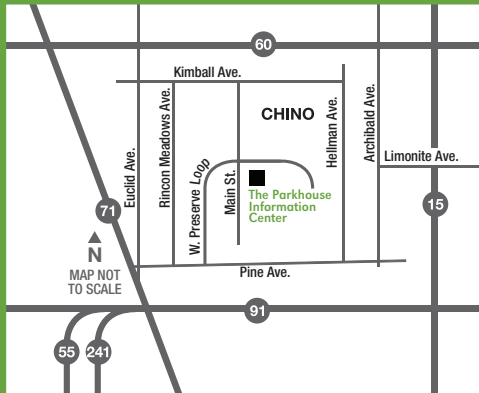 60
Kimball Ave.
CHINO
Euclid Ave.
Rincon Meadows Ave.
W. Preserve Loop
Main St.
Hellman Ave.
Archibald Ave.
Limonite Ave.
The Parkhouse
Information
Center
71
15
N
MAP NOT
TO SCALE
Pine Ave.
91
55
241